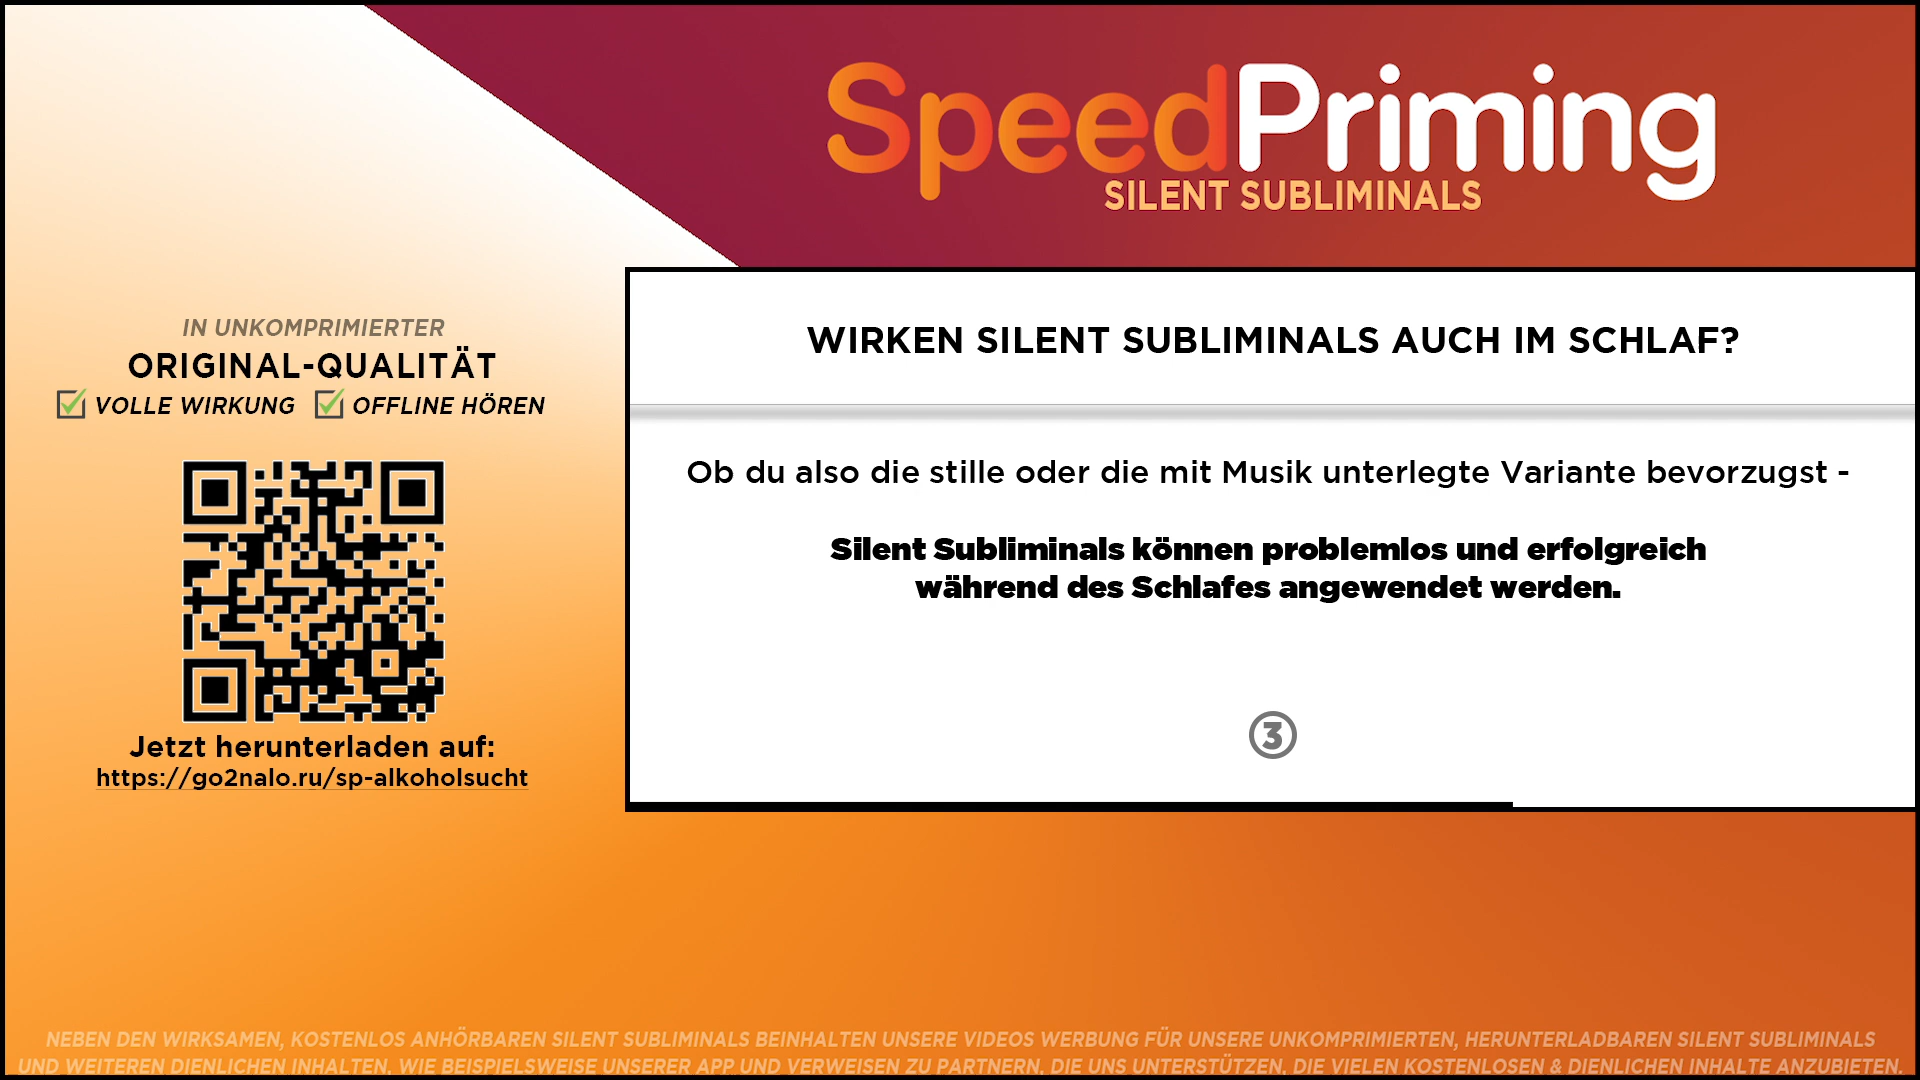 SpeedPriming
SILENT SUBLIMINALS
IN UNKOMPRIMIERTER
ORIGINAL-QUALITÄT
VOLLE WIRKUNG OFFLINE HÖREN
Jetzt herunterladen auf:
https://go2nalo.ru/sp-alkoholsucht
WIRKEN SILENT SUBLIMINALS AUCH IM SCHLAF?
Ob du also die stille oder die mit Musik unterlegte Variante bevorzugst -
Silent Subliminals können problemlos und erfolgreich
während des Schlafes angewendet werden.
3
NEBEN DEN WIRKSAMEN, KOSTENLOS ANHÖRBAREN SILENT SUBLIMINALS BEINHALTEN UNSERE VIDEOS WERBUNG FÜR UNSERE UNKOMPRIMIERTEN, HERUNTERLADBAREN SILENT SUBLIMINALS
UND WEITEREN DIENLICHEN INHALTEN, WIE BEISPIELSWEISE UNSERER APP UND VERWEISEN ZU PARTNERN, DIE UNS UNTERSTÜTZEN, DIE VIELEN KOSTENLOSEN & DIENLICHEN INHALTE ANZUBIETEN.